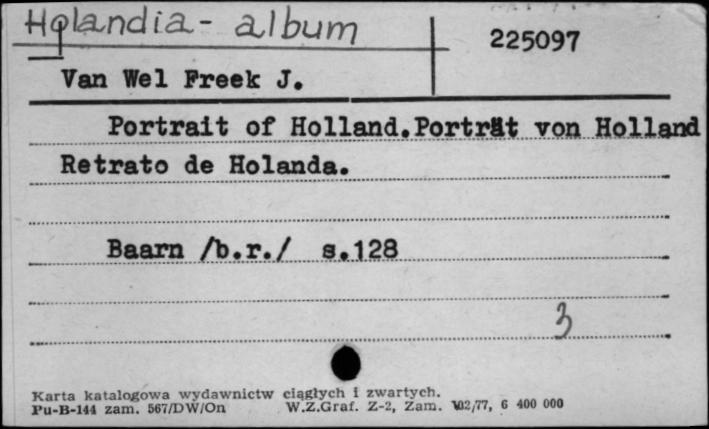 Holandia - album
225097
Van Wel Freek J.
Portrait of Holland.Porträt von Holland
Retrato de Holanda.
Baarn /b.r./ s.128
3
Karta katalogowa wydawnictw ciągłych i zwartych.
Pu-B-144 zam. 567/DW/On W.Z.Graf. Z-2, Zam. 102/77, 6 400 000